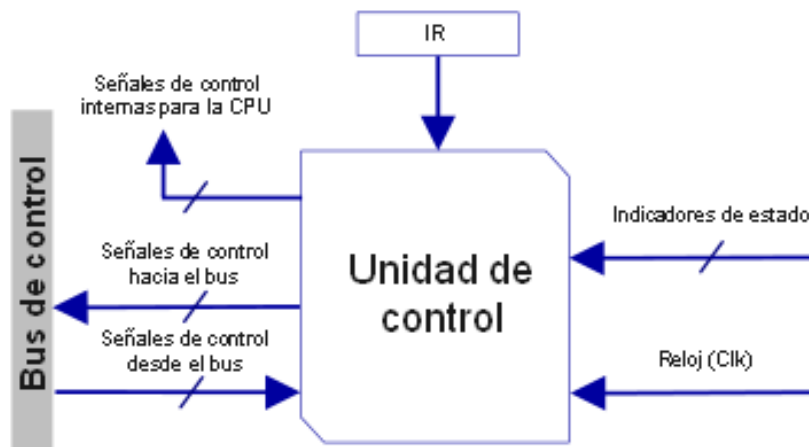 IR
Señales de control
internas para la CPU
Bus de control
Señales de control
hacia el bus
Señales de control
desde el bus
Unidad de
control
Indicadores de estado
Reloj (Clk)